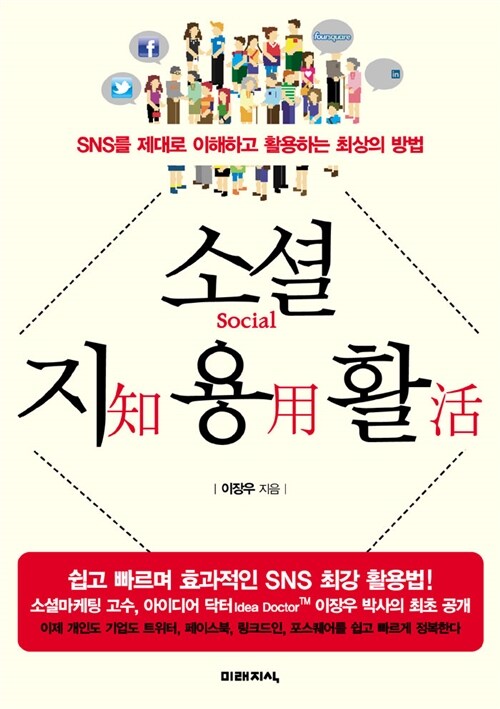 f
foursquare
in
SNS를 제대로 이해하고 활용하는 최상의 방법
소셜
Social
지知 용用 활活
| 이장우 지음 |
쉽고 빠르며 효과적인 SNS 최강 활용법!
소셜마케팅 고수, 아이디어 닥터Idea Doctor™ 이장우 박사의 최초 공개
이제 개인도 기업도 트위터, 페이스북, 링크드인, 포스퀘어를 쉽고 빠르게 정복한다
미래지식